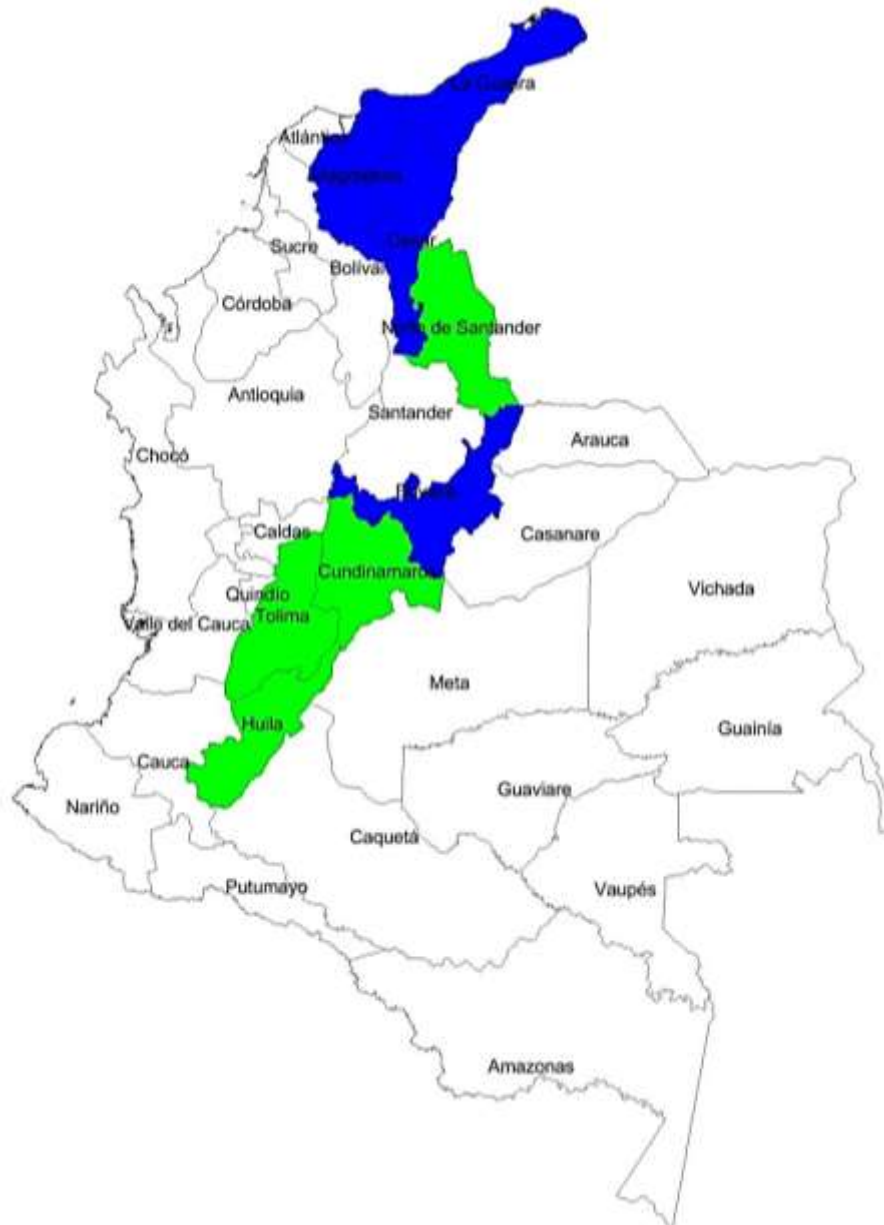 La Guajira
Atlántico
Magdalena
Cesar
Sucre
Bolívar
Córdoba
Norte de Santander
Antioquia
Santander
Arauca
Chocó
Boyacá
Caldas
Casanare
Cundinamarca
Vichada
Quindío
Tolima
Valle del Cauca
Meta
Huila
Guainía
Cauca
Guaviare
Nariño
Caquetá
Putumayo
Vaupés
Amazonas